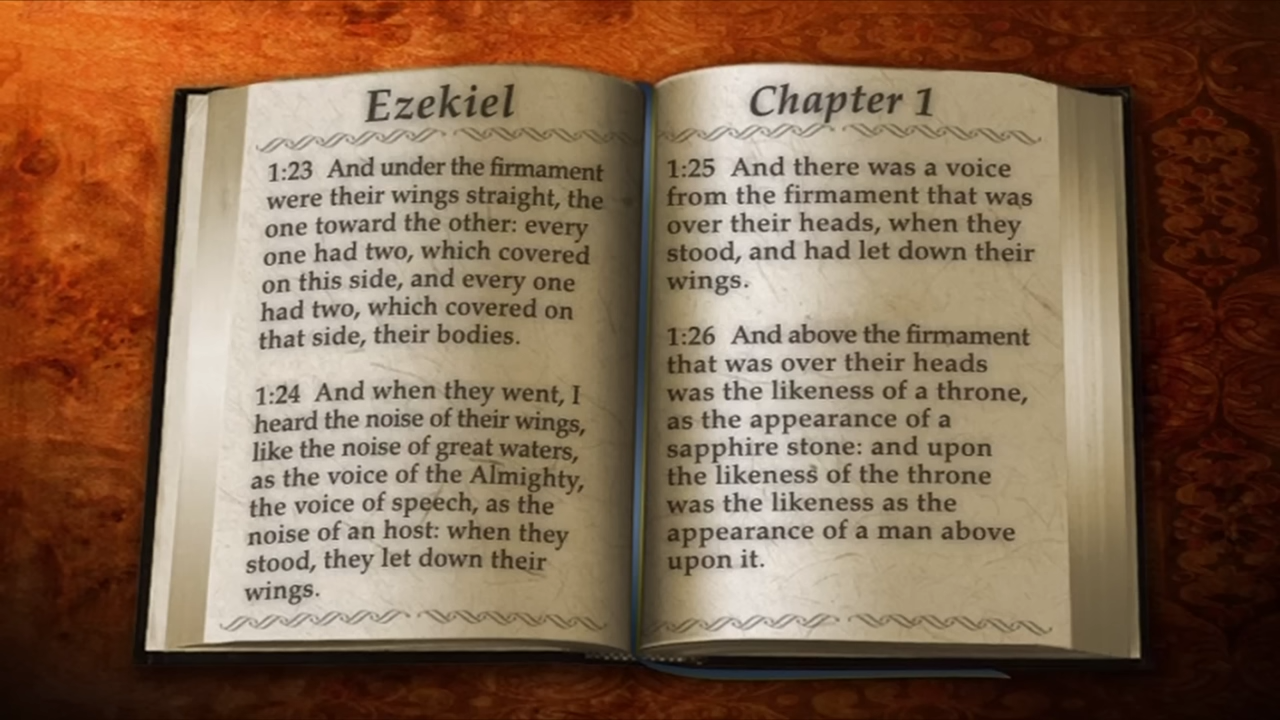 Ezekiel
1:23 And under the firmament
were their wings straight, the
one toward the other: every
one had two, which covered
on this side, and every one
had two, which covered on
that side, their bodies.
1:24 And when they went, I
heard the noise of their wings,
like the noise of great waters,
as the voice of the Almighty,
the voice of speech, as the
noise of an host: when they
stood, they let down their
wings.
Chapter 1
1:25 And there was a voice
from the firmament that was
over their heads, when they
stood, and had let down their
wings.
1:26 And above the firmament
that was over their heads
was the likeness of a throne,
as the appearance of a
sapphire stone: and upon
the likeness of the throne
was the likeness as the
appearance of a man above
upon it.